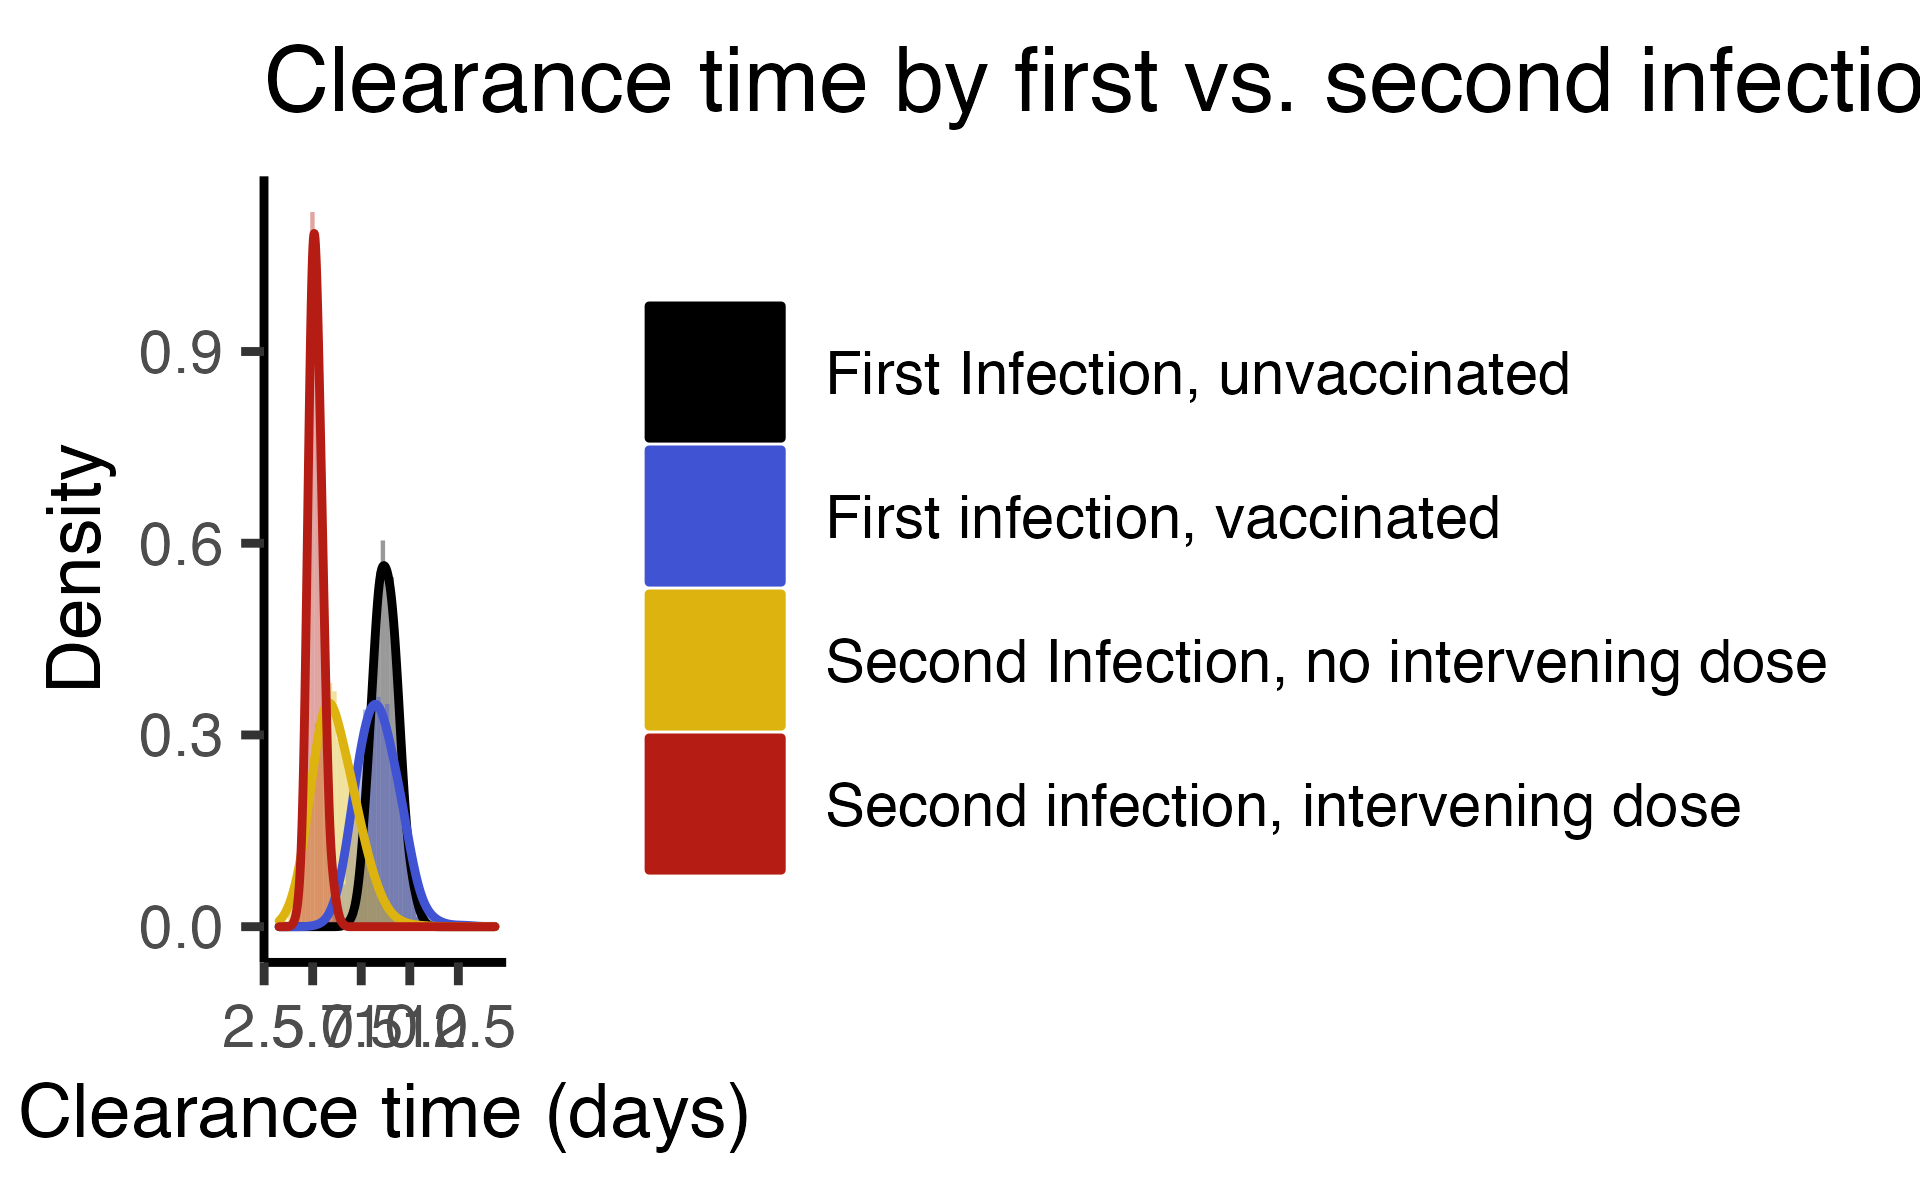 Clearance time by first vs. second infectio
Density
0.9
0.6
0.3
0.0
2.5
5.0
7.5
10.0
12.5
Clearance time (days)
First Infection, unvaccinated
First infection, vaccinated
Second Infection, no intervening dose
Second infection, intervening dose